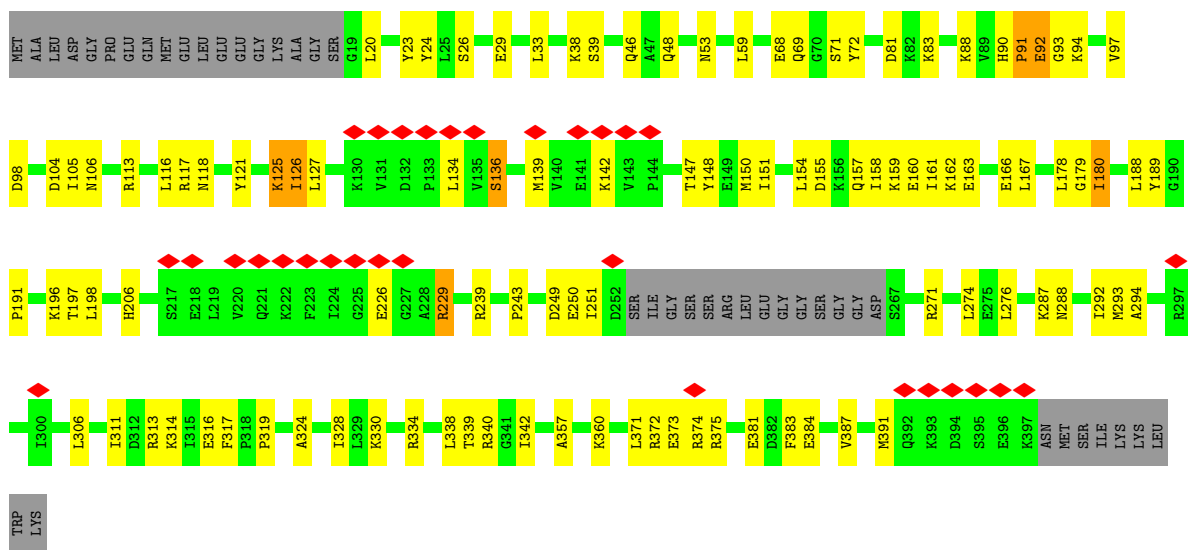 MET ALA LEU ASP GLY PRO GLU GLN MET GLU LEU GLU GLU GLY LYS ALA GLY SER G19 L20 Y23 Y24 L25 S26 E29 L33 K38 S39 Q46 A47 Q48 N53 L59 E68 Q69 G70 S71 Y72 D81 K82 K83 K88 V89 H90 P91 E92 G93 K94 V97
D98 D104 I105 N106 R113 L116 R117 N118 Y121 K125 I126 L127 K130 V131 D132 P133 L134 V135 S136 M139 V140 E141 K142 V143 P144 T147 Y148 E149 M150 I151 L154 D155 K156 Q157 I158 K159 E160 I161 K162 E163 E166 L167 L178 G179 I180 L188 Y189 G190
P191 K196 T197 L198 H206 S217 E218 L219 V220 Q221 K222 F223 I224 G225 E226 G227 A228 R229 R239 P243 D249 E250 I251 D252 SER ILE GLY SER SER ARG LEU GLU GLY GLY SER GLY GLY ASP S267 R271 L274 E275 L276 K287 N288 I292 M293 A294 R297
I300 L306 I311 D312 R313 K314 I315 E316 F317 P318 P319 A324 I328 L329 K330 R334 L338 T339 R340 G341 I342 A357 K360 L371 R372 E373 R374 R375 E381 D382 F383 E384 V387 M391 Q392 K393 D394 S395 E396 K397 ASN MET SER ILE LYS LYS LEU
TRP LYS